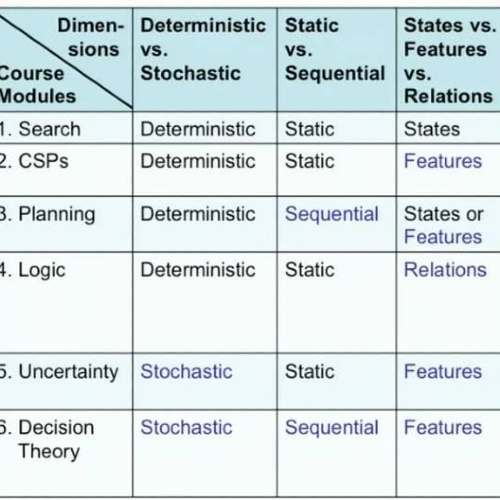 Dimen- Deterministic Static States vs.
sions vs. vs. Features
Course Stochastic Sequential vs.
Modules Relations
1. Search Deterministic Static States
2. CSPs Deterministic Static Features
3. Planning Deterministic Sequential States or
Features
4. Logic Deterministic Static Relations
5. Uncertainty Stochastic Static Features
6. Decision Stochastic Sequential Features
Theory